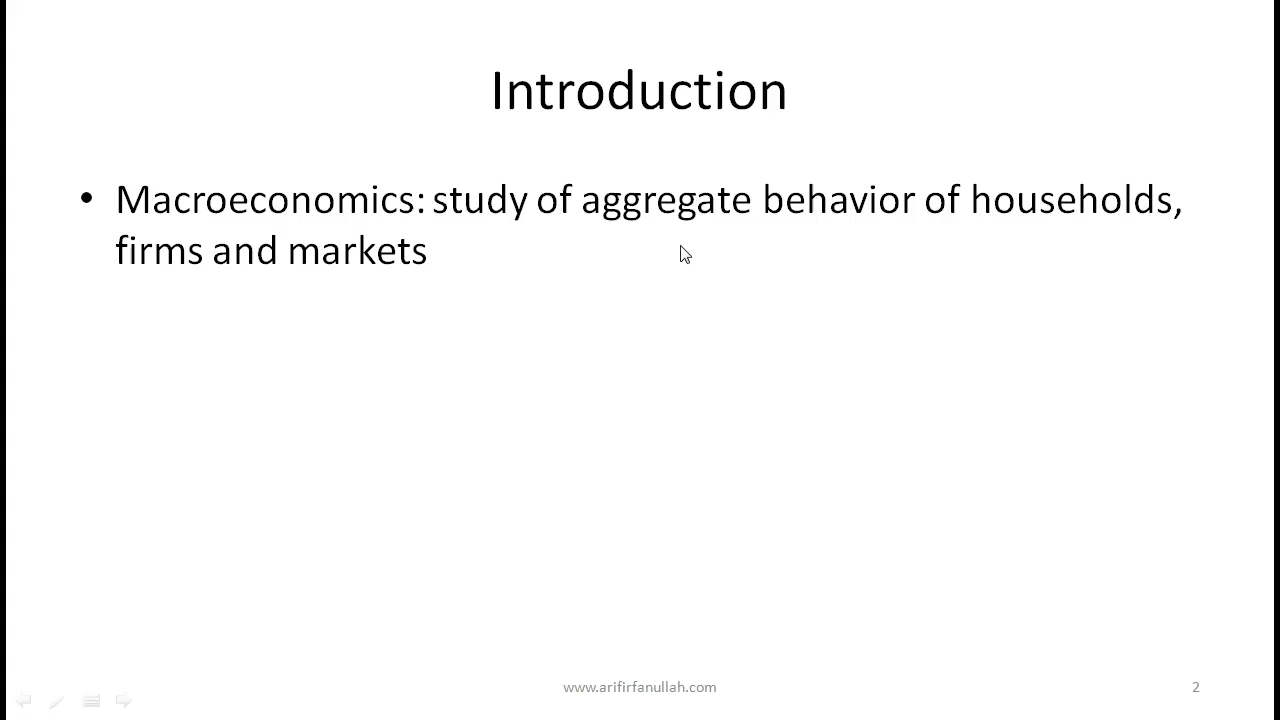 Introduction
• Macroeconomics: study of aggregate behavior of households,
firms and markets
www.arifirfanullah.com
2